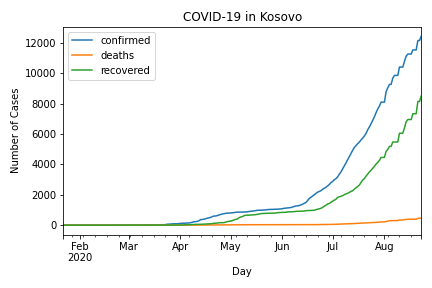 COVID-19 in Kosovo
confirmed
deaths
recovered
Number of Cases
12000
10000
8000
6000
4000
2000
0
Feb
2020
Mar
Apr
May
Jun
Jul
Aug
Day